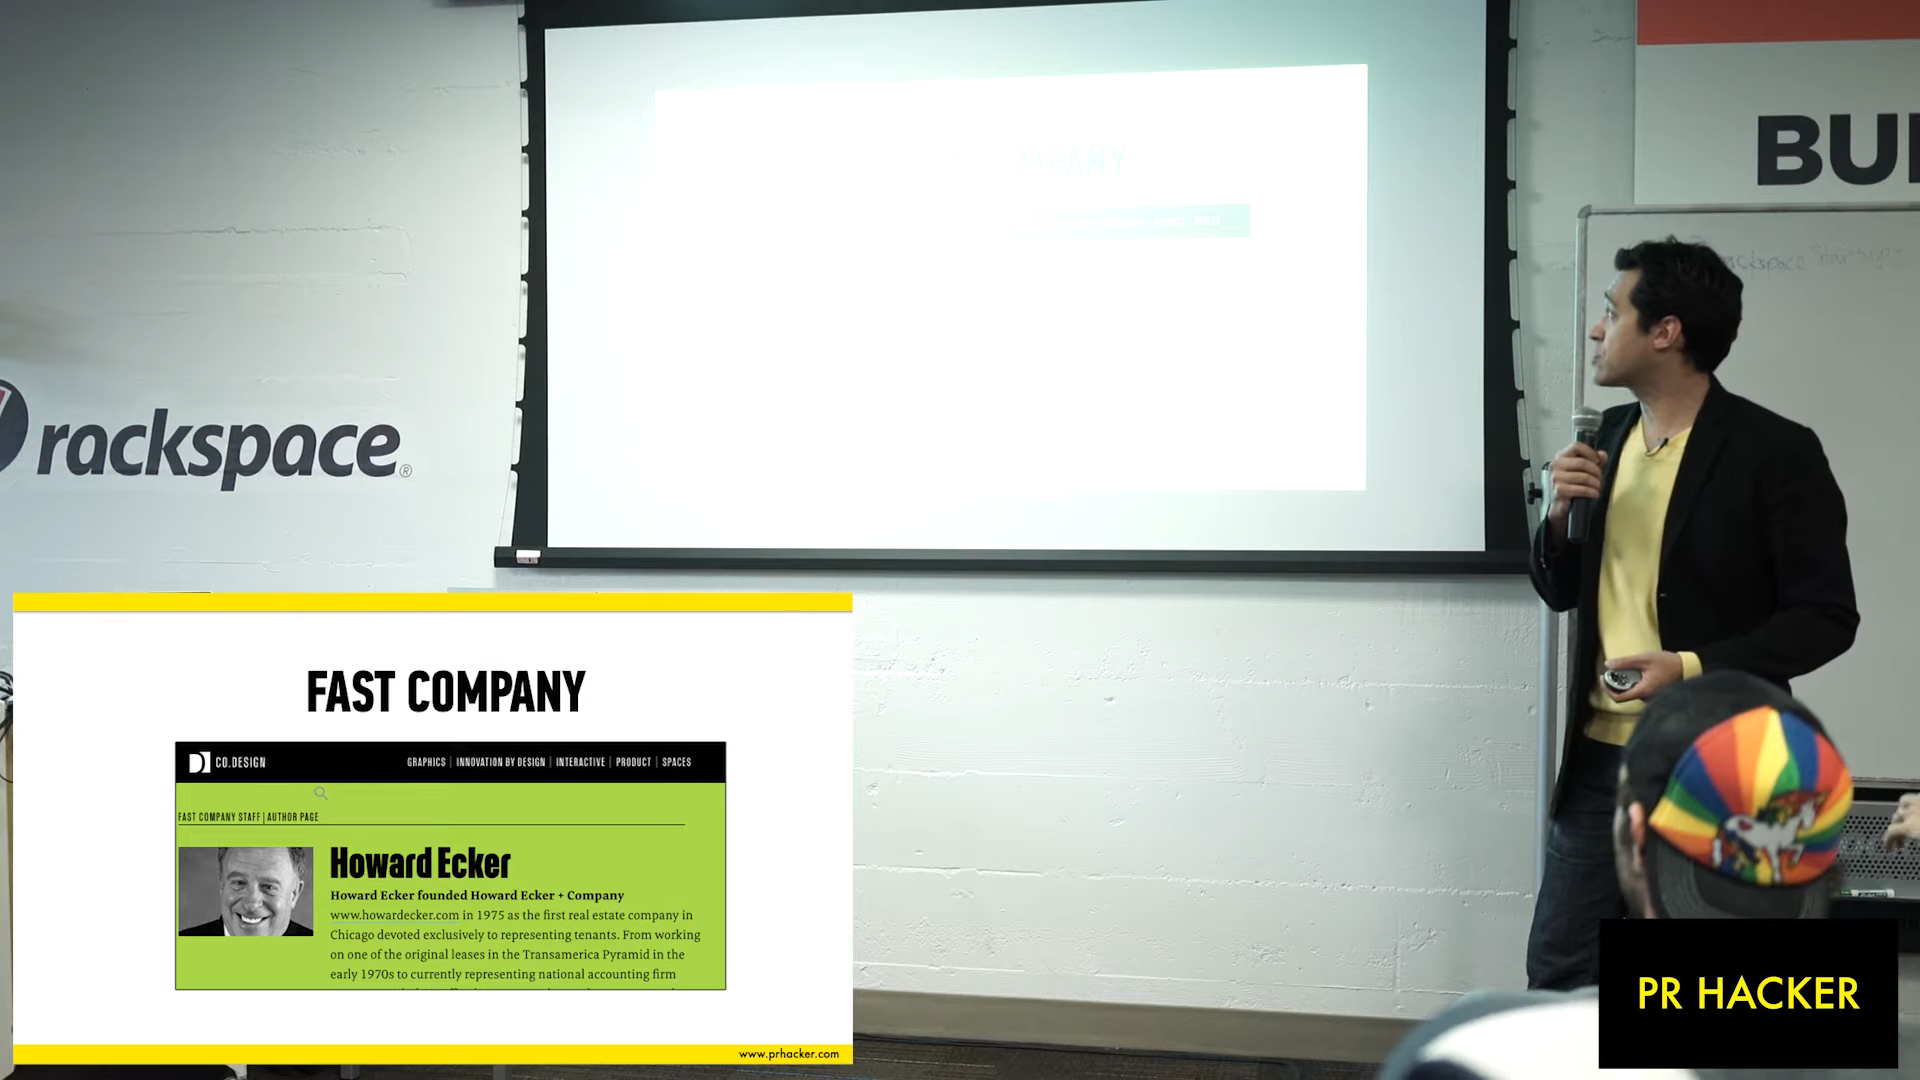 MPANY
BU
rackspace®
ckspace Startups
FAST COMPANY
CO.DESIGN
GRAPHICS | INNOVATION BY DESIGN | INTERACTIVE | PRODUCT | SPACES
FAST COMPANY STAFF | AUTHOR PAGE
Howard Ecker
Howard Ecker founded Howard Ecker + Company
www.howardecker.com in 1975 as the first real estate company in
Chicago devoted exclusively to representing tenants. From working
on one of the original leases in the Transamerica Pyramid in the
early 1970s to currently representing national accounting firm
www.prhacker.com
PR HACKER